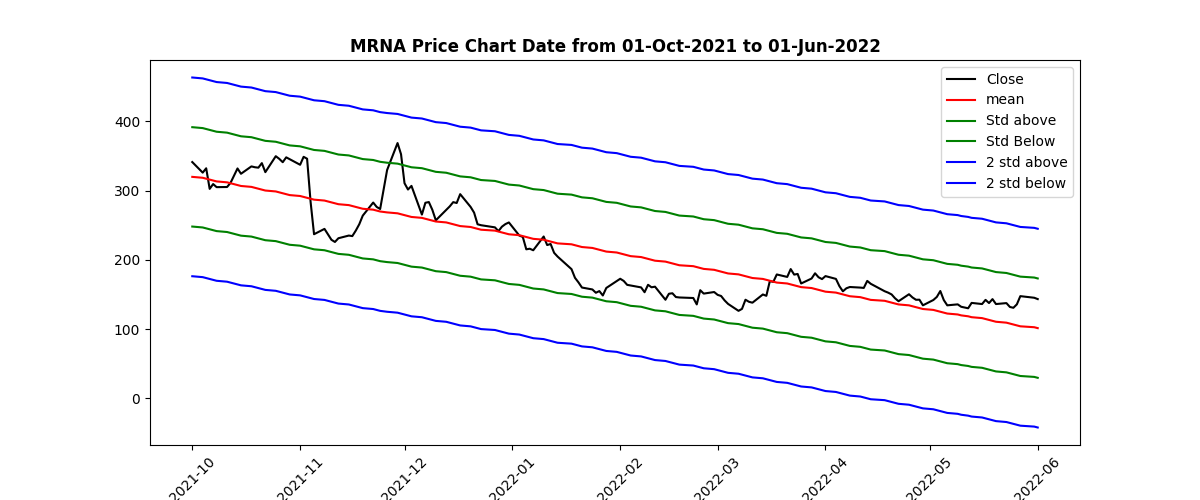 MRNA Price Chart Date from 01-Oct-2021 to 01-Jun-2022
Close
mean
Std above
Std Below
2 std above
2 std below
400
300
200
100
0
2021-10
2021-11
2021-12
2022-01
2022-02
2022-03
2022-04
2022-05
2022-06